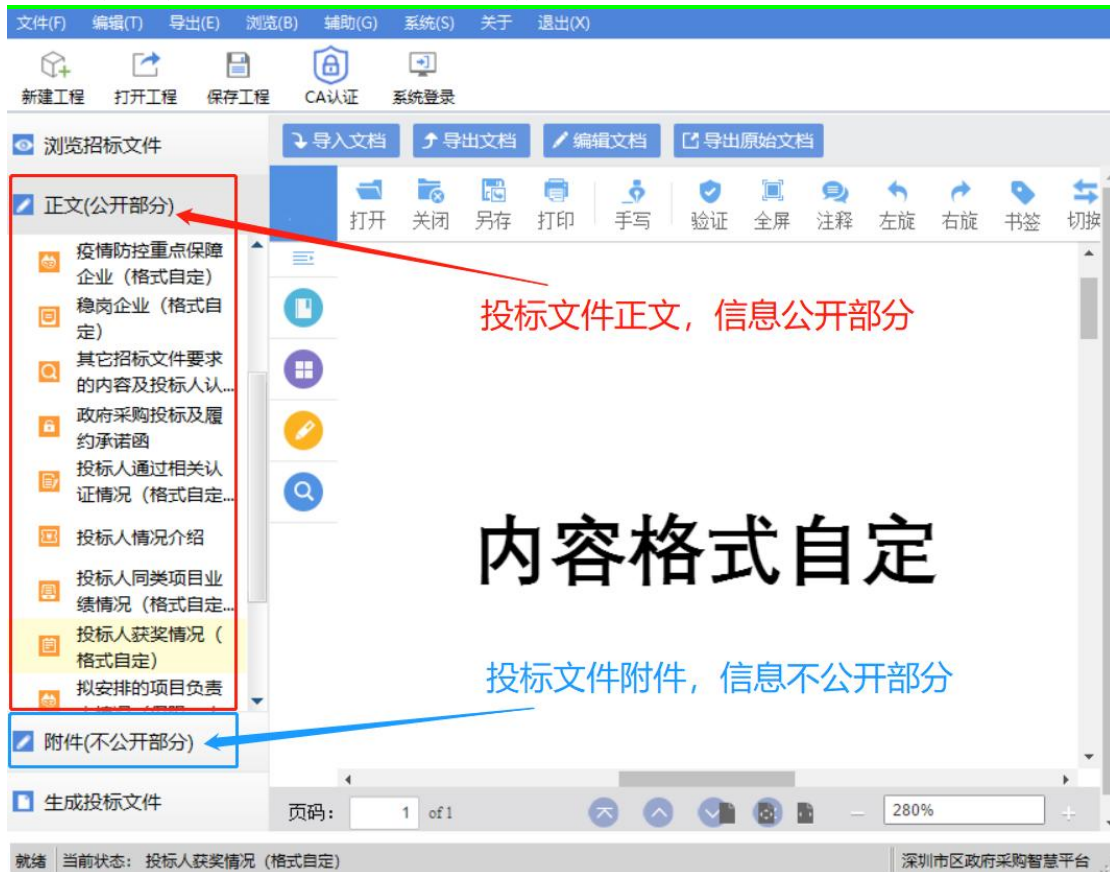 文件(F) 编辑(T) 导出(E) 浏览(B) 辅助(G) 系统(S) 关于 退出(X)
新建工程 打开工程 保存工程 CA认证 系统登录
浏览招标文件
导入文档 导出文档 编辑文档 导出原始文档
正文(公开部分)
打开 关闭 另存 打印 手写 验证 全屏 注释 左旋 右旋 书签 切换
疫情防控重点保障
企业（格式自定）
稳岗企业（格式自
定）
其它招标文件要求
的内容及投标人认...
政府采购投标及履
约承诺函
投标人通过相关认
证情况（格式自定...
投标人情况介绍
投标人同类项目业
绩情况（格式自定...
投标人获奖情况（
格式自定）
拟安排的项目负责
投标文件正文，信息公开部分
内容格式自定
投标文件附件，信息不公开部分
附件(不公开部分)
生成投标文件
页码： 1 of 1 280%
就绪 当前状态： 投标人获奖情况（格式自定） 深圳市区政府采购智慧平台